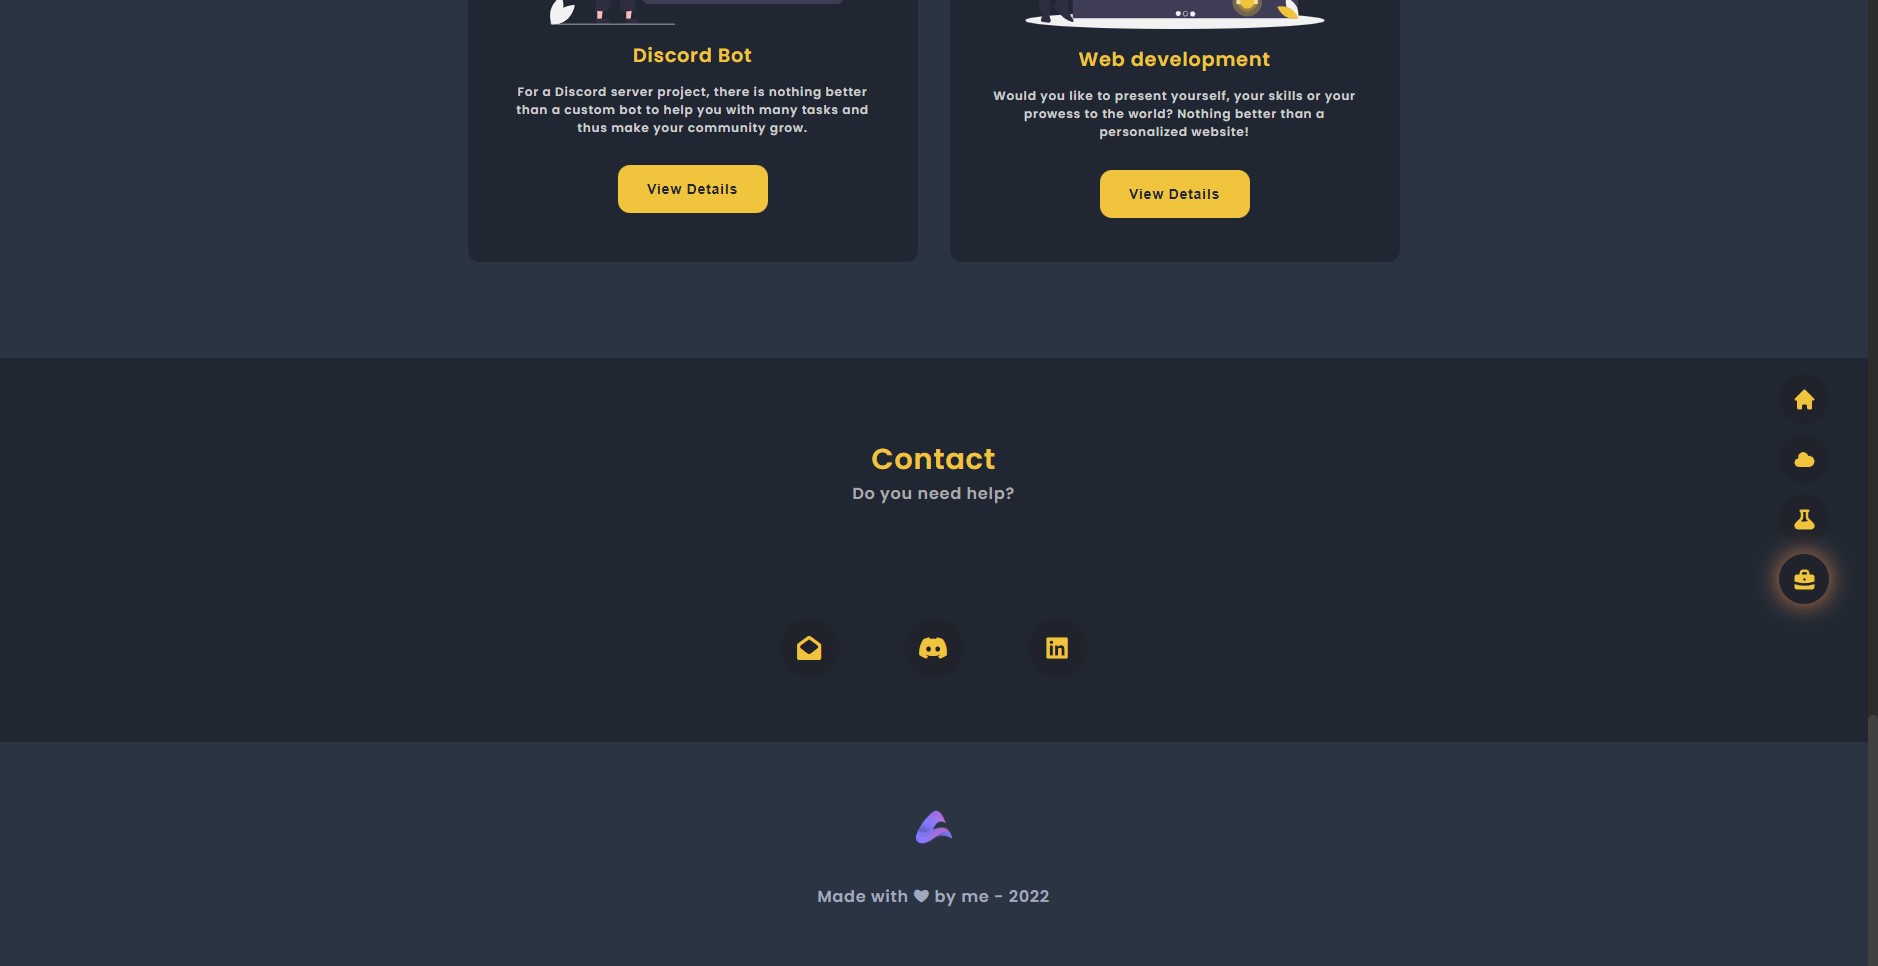 Discord Bot
For a Discord server project, there is nothing better
than a custom bot to help you with many tasks and
thus make your community grow.
View Details
Web development
Would you like to present yourself, your skills or your
prowess to the world? Nothing better than a
personalized website!
View Details
Contact
Do you need help?
in
Made with ♥ by me - 2022